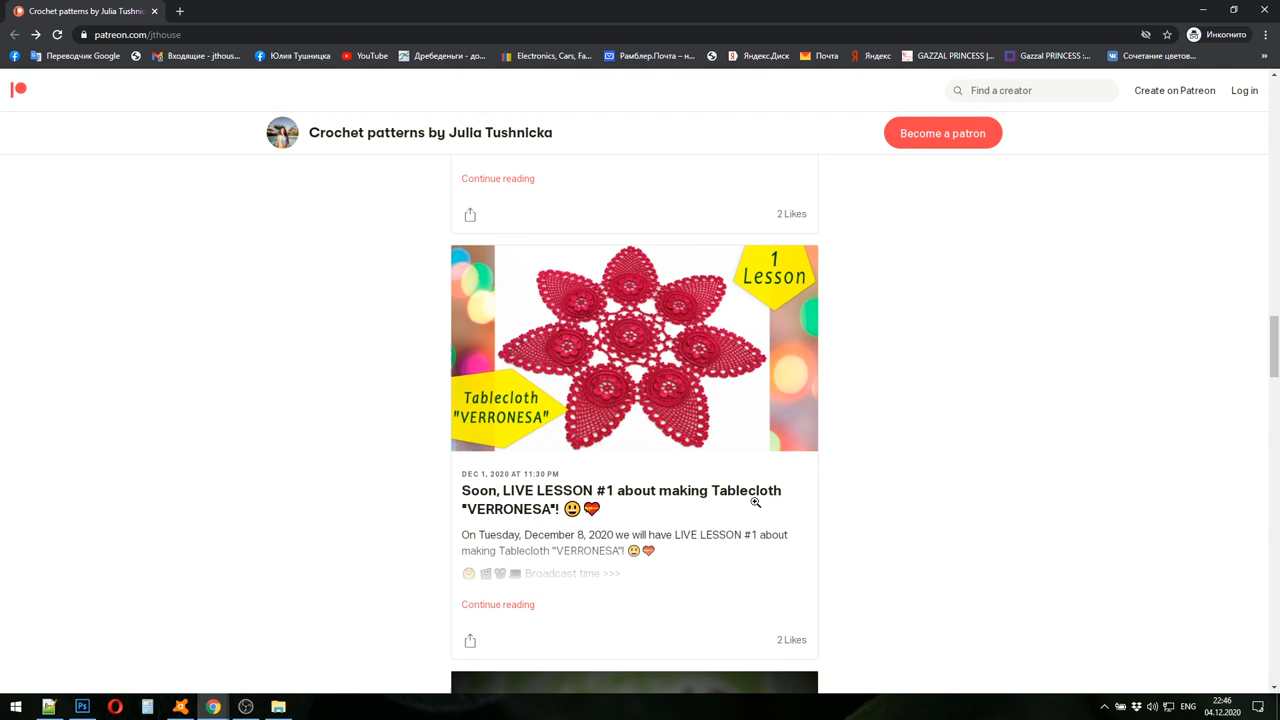 Crochet patterns by Julia Tushnic
patreon.com/jthouse
Инкогнито
Переводчик Google
Входящие - jthous...
Юлия Тушницка
YouTube
Дребеденьги - до...
Electronics, Cars, Fa...
Рамблер.Почта – н...
Яндекс.Диск
Почта
Яндекс
GAZZAL PRINCESS |...
Gazzal PRINCESS :...
Сочетание цветов...
Find a creator
Create on Patreon
Log in
Crochet patterns by Julia Tushnicka
Become a patron
Continue reading
2 Likes
1
Lesson
Tablecloth
"VERRONESA"
DEC 1, 2020 AT 11:30 PM
Soon, LIVE LESSON #1 about making Tablecloth
"VERRONESA"!
On Tuesday, December 8, 2020 we will have LIVE LESSON #1 about
making Tablecloth "VERRONESA"!
Broadcast time >>>
Continue reading
2 Likes
ENG
22:46
04.12.2020